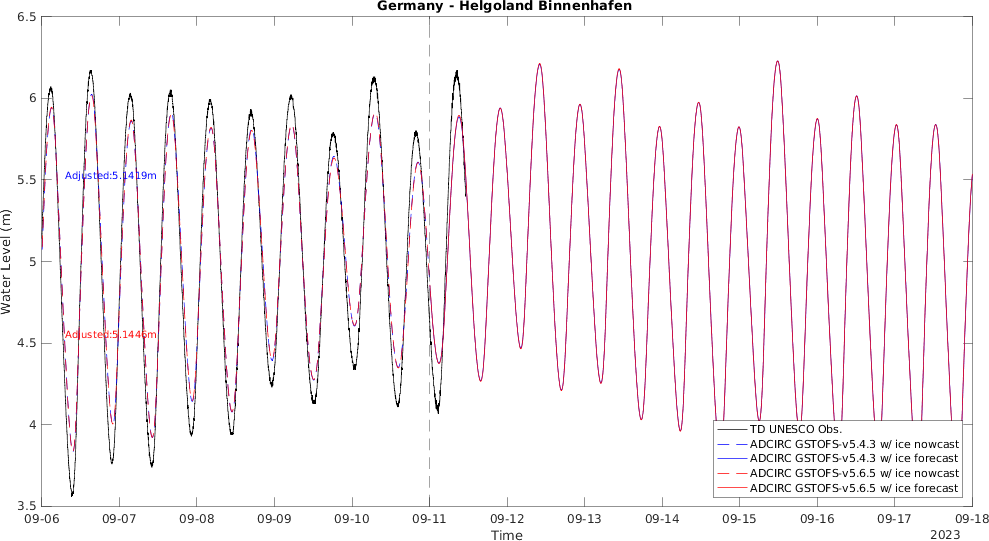 Germany - Helgoland Binnenhafen
6.5
6
5.5
5
4.5
4
3.5
Water Level (m)
Adjusted:5.1419m
Adjusted:5.1446m
TD UNESCO Obs.
ADCIRC GSTOFS-v5.4.3 w/ ice nowcast
ADCIRC GSTOFS-v5.4.3 w/ ice forecast
ADCIRC GSTOFS-v5.6.5 w/ ice nowcast
ADCIRC GSTOFS-v5.6.5 w/ ice forecast
09-06 09-07 09-08 09-09 09-10 09-11 09-12 09-13 09-14 09-15 09-16 09-17 09-18
Time
2023